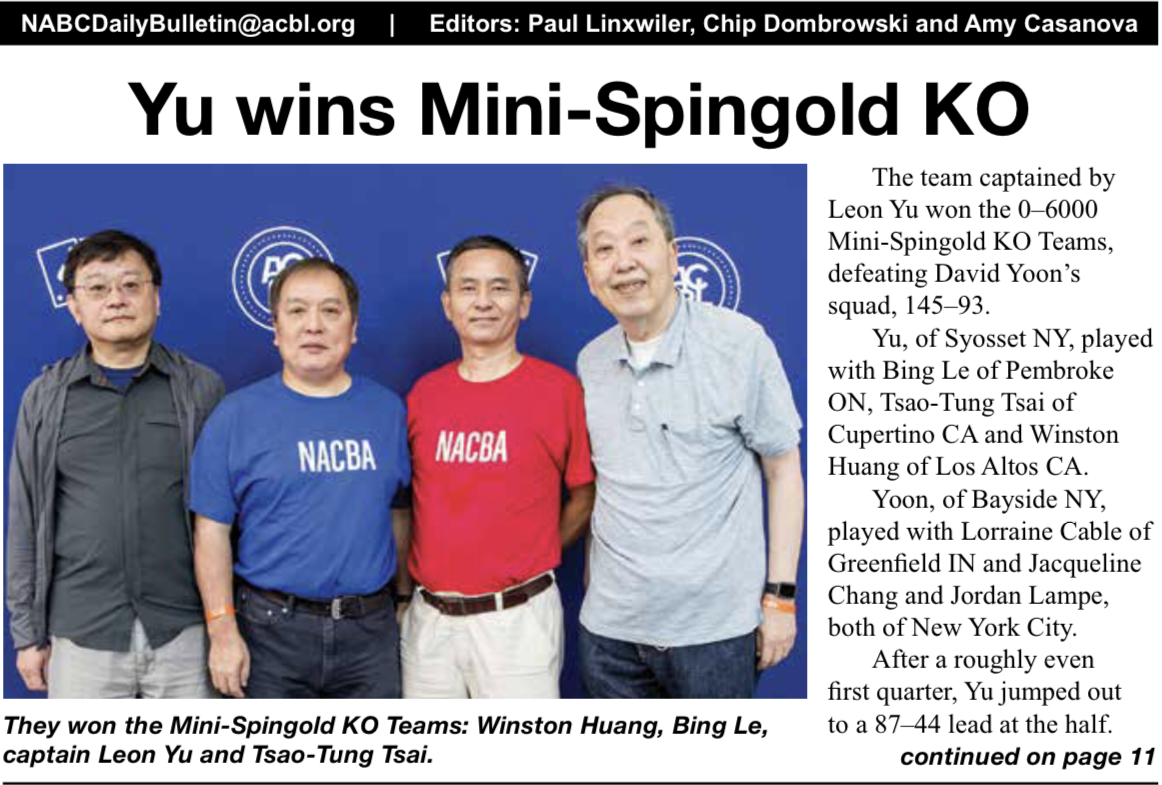 NABCDailyBulletin@acbl.org | Editors: Paul Linxwiler, Chip Dombrowski and Amy Casanova
Yu wins Mini-Spingold KO
NACBA
NACBA
They won the Mini-Spingold KO Teams: Winston Huang, Bing Le,
captain Leon Yu and Tsao-Tung Tsai.
The team captained by
Leon Yu won the 0–6000
Mini-Spingold KO Teams,
defeating David Yoon’s
squad, 145–93.
Yu, of Syosset NY, played
with Bing Le of Pembroke
ON, Tsao-Tung Tsai of
Cupertino CA and Winston
Huang of Los Altos CA.
Yoon, of Bayside NY,
played with Lorraine Cable of
Greenfield IN and Jacqueline
Chang and Jordan Lampe,
both of New York City.
After a roughly even
first quarter, Yu jumped out
to a 87–44 lead at the half.
continued on page 11